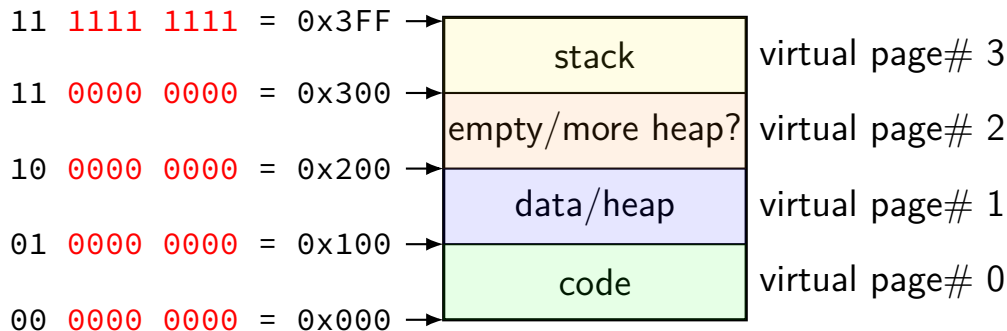 11 1111 1111 = 0x3FF
stack
virtual page# 3
11 0000 0000 = 0x300
empty/more heap?
virtual page# 2
10 0000 0000 = 0x200
data/heap
virtual page# 1
01 0000 0000 = 0x100
code
virtual page# 0
00 0000 0000 = 0x000